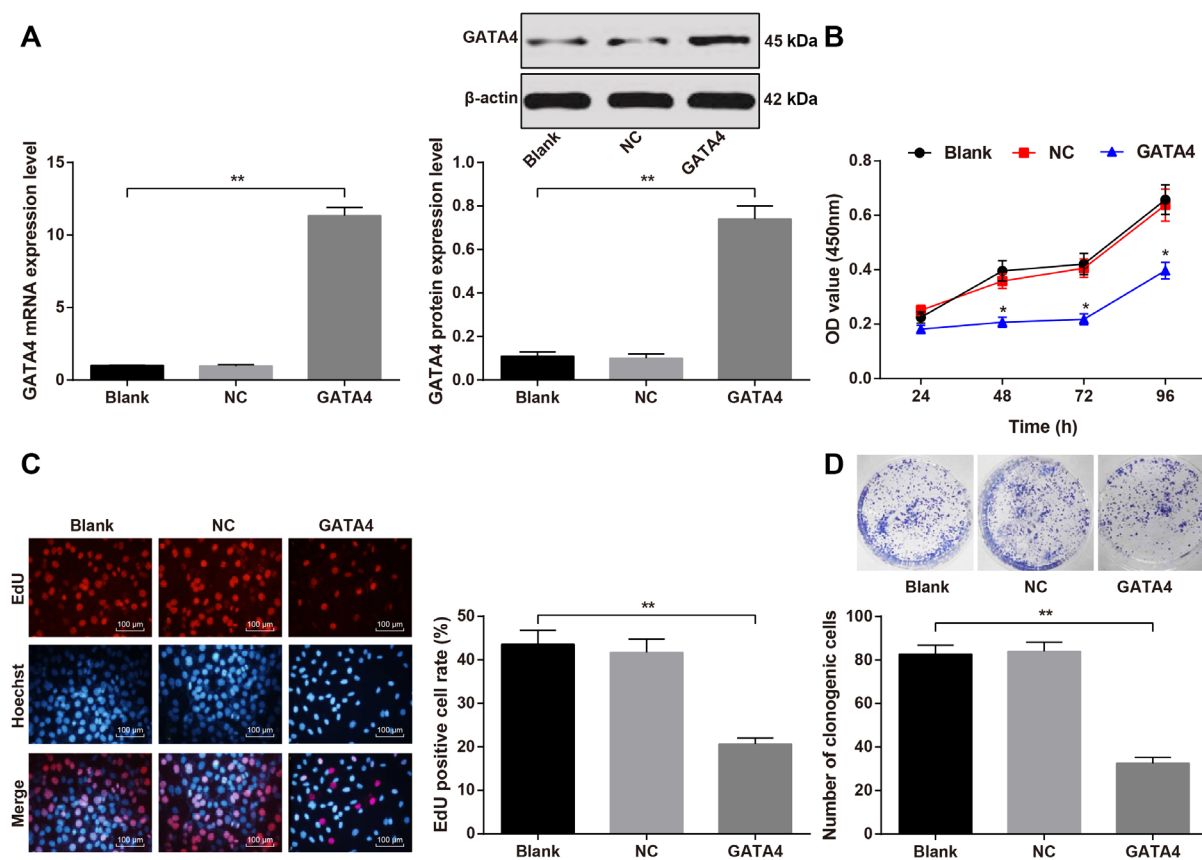 A
GATA4
45 kDa
β-actin
42 kDa
Blank
NC
GATA4
GATA4 mRNA expression level
15
10
5
0
**
Blank
NC
GATA4
GATA4 protein expression level
0.8
0.6
0.4
0.2
0.0
**
Blank
NC
GATA4
B
Blank
NC
GATA4
OD value (450nm)
0.8
0.6
0.4
0.2
0.0
*
*
*
24
48
72
96
Time (h)
C
Blank
NC
GATA4
EdU
100 μm
100 μm
100 μm
Hoechst
100 μm
100 μm
100 μm
Merge
100 μm
100 μm
100 μm
EdU positive cell rate (%)
50
40
30
20
10
0
**
Blank
NC
GATA4
D
Blank
NC
GATA4
Number of clonogenic cells
100
80
60
40
20
0
**
Blank
NC
GATA4